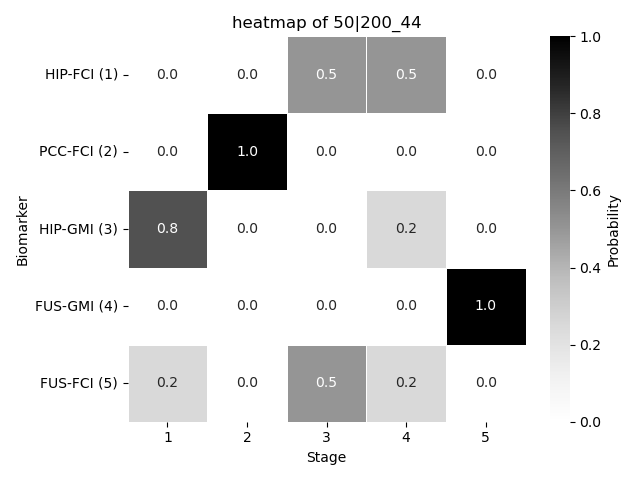 heatmap of 50|200_44
HIP-FCI (1) 0.0 0.0 0.5 0.5 0.0
PCC-FCI (2) 0.0 1.0 0.0 0.0 0.0
HIP-GMI (3) 0.8 0.0 0.0 0.2 0.0
FUS-GMI (4) 0.0 0.0 0.0 0.0 1.0
FUS-FCI (5) 0.2 0.0 0.5 0.2 0.0
1 2 3 4 5
Stage
Biomarker
1.0
0.8
0.6
0.4
0.2
0.0
Probability